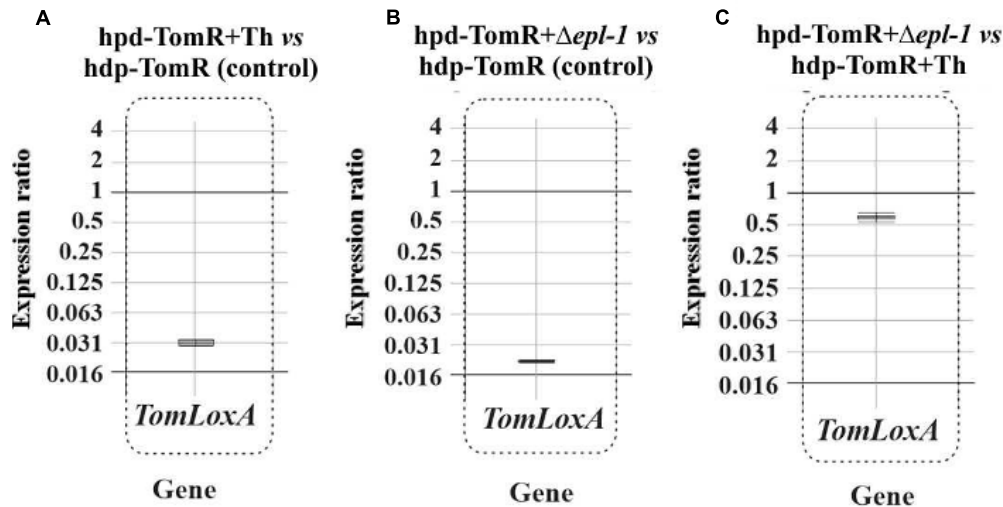 A
hpd-TomR+Th vs
hdp-TomR (control)
Expression ratio
4
2
1
0.5
0.25
0.125
0.063
0.031
0.016
TomLoxA
Gene
B
hpd-TomR+Δepl-1 vs
hdp-TomR (control)
Expression ratio
4
2
1
0.5
0.25
0.125
0.063
0.031
0.016
TomLoxA
Gene
C
hpd-TomR+Δepl-1 vs
hdp-TomR+Th
Expression ratio
4
2
1
0.5
0.25
0.125
0.063
0.031
0.016
TomLoxA
Gene